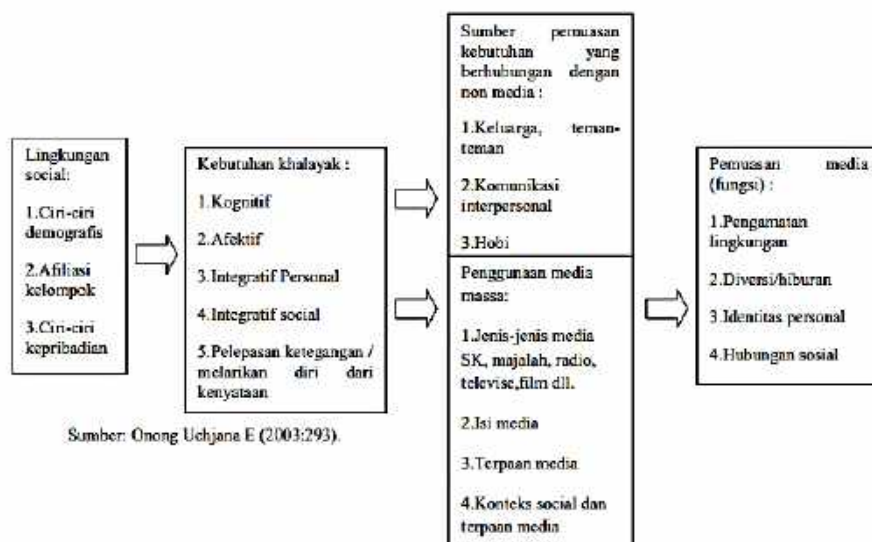 Lingkungan
social:
1.Ciri-ciri
demografis
2.Afiliasi
kelompok
3.Ciri-ciri
kepribadian
Kebutuhan khalayak :
1.Kognitif
2.Afektif
3.Integratif Personal
4.Integratif social
5.Pelepasan ketegangan /
melarikan diri dari
kenyataan
Sumber pemuasan
kebutuhan yang
berhubungan dengan
non media :
1.Keluarga, teman-
teman
2.Komunikasi
interpersonal
3.Hobi
Penggunaan media
massa:
1.Jenis-jenis media
SK, majalah, radio,
televise,film dll.
2.Isi media
3.Terpaan media
4.Konteks social dan
terpaan media
Pemuasan media
(fungsi) :
1.Pengamatan
lingkungan
2.Diversi/hiburan
3.Identitas personal
4.Hubungan sosial
Sumber: Onong Uchjana E (2003:293).